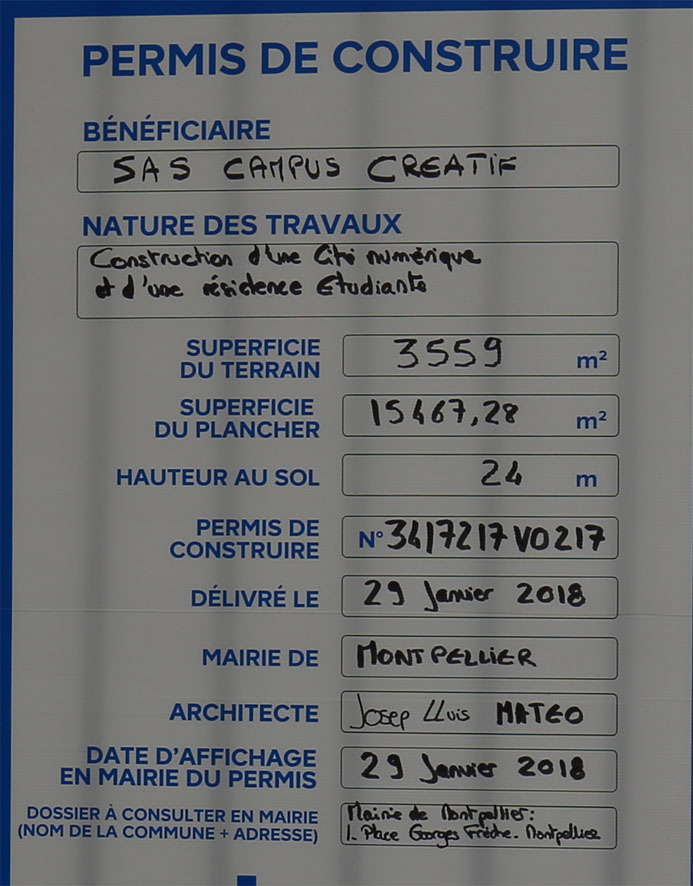 PERMIS DE CONSTRUIRE
BÉNÉFICIAIRE
SAS CAMPUS CREATIF
NATURE DES TRAVAUX
Construction d'une Cité numérique
et d'une résidence Etudiante
SUPERFICIE
DU TERRAIN
3559 m²
SUPERFICIE
DU PLANCHER
15467,28 m²
HAUTEUR AU SOL
24 m
PERMIS DE
CONSTRUIRE
N° 3417217V0217
DÉLIVRÉ LE
29 Janvier 2018
MAIRIE DE
MONTPELLIER
ARCHITECTE
Josep LLuis MATEO
DATE D'AFFICHAGE
EN MAIRIE DU PERMIS
29 Janvier 2018
DOSSIER À CONSULTER EN MAIRIE
(NOM DE LA COMMUNE + ADRESSE)
Mairie de Montpellier:
1. Place Georges Frêche. Montpellier